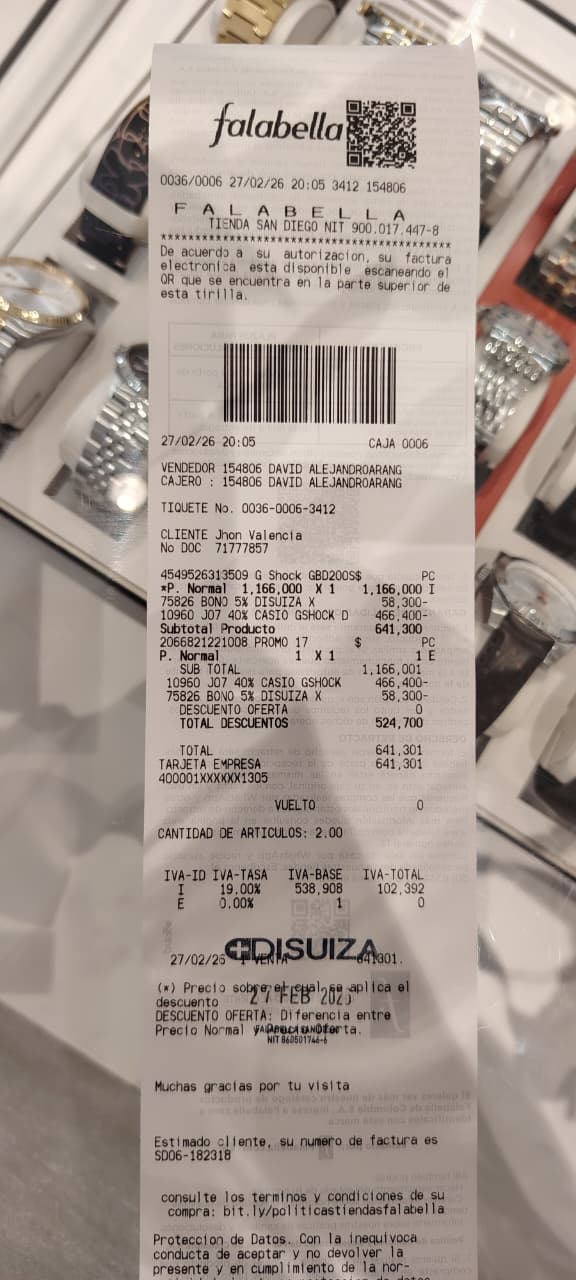 falabella
0036/0006 27/02/26 20:05 3412 154806
F A L A B E L L A
TIENDA SAN DIEGO NIT 900.017.447-8
****************************************************
De acuerdo a su autorizacion, su factura
electronica esta disponible escaneando el
QR que se encuentra en la parte superior de
esta tirilla.
27/02/26 20:05 CAJA 0006
VENDEDOR 154806 DAVID ALEJANDROARANG
CAJERO : 154806 DAVID ALEJANDROARANG
TIQUETE No. 0036-0006-3412
CLIENTE Jhon Valencia
No DOC 71777857
4549526313509 G Shock GBD200S$ PC
*P. Normal 1,166,000 X 1 1,166,000 I
75826 BONO 5% DISUIZA X 58,300-
10960 J07 40% CASIO GSHOCK D 466,400-
Subtotal Producto 641,300
2066821221008 PROMO 17 $ PC
P. Normal 1 X 1 1 E
SUB TOTAL 1,166,001
10960 J07 40% CASIO GSHOCK 466,400-
75826 BONO 5% DISUIZA X 58,300-
DESCUENTO OFERTA 0
TOTAL DESCUENTOS 524,700
TOTAL 641,301
TARJETA EMPRESA 641,301
400001XXXXXX1305
VUELTO 0
CANTIDAD DE ARTICULOS: 2.00
IVA-ID IVA-TASA IVA-BASE IVA-TOTAL
I 19.00% 538,908 102,392
E 0.00% 1 0
DISUIZA
27/02/26 1 VENTA 641301.
(*) Precio sobre el cual se aplica el
descuento 27 FEB
DESCUENTO OFERTA: Diferencia entre
Precio Normal y Oferta.
NIT 860501744-6
Muchas gracias por tu visita
Estimado cliente, su numero de factura es
SD06-182318
consulte los terminos y condiciones de su
compra: bit.ly/politicastiendasfalabella
Proteccion de Datos. Con la inequivoca
conducta de aceptar y no devolver la
presente y en cumplimiento de la nor-